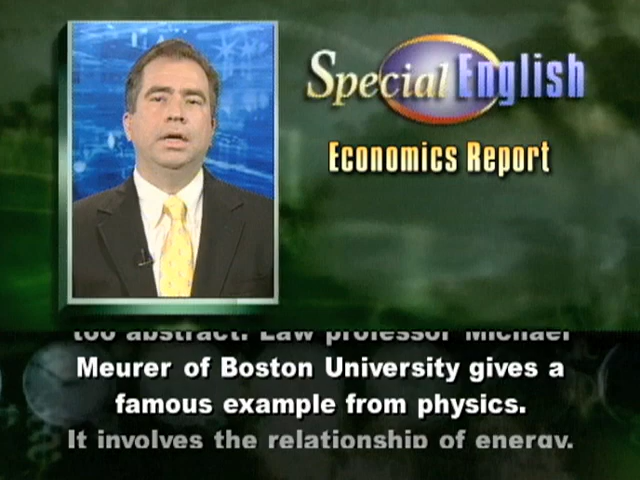 Special English
Economics Report
too abstract. Law professor Michael
Meurer of Boston University gives a
famous example from physics.
It involves the relationship of energy,